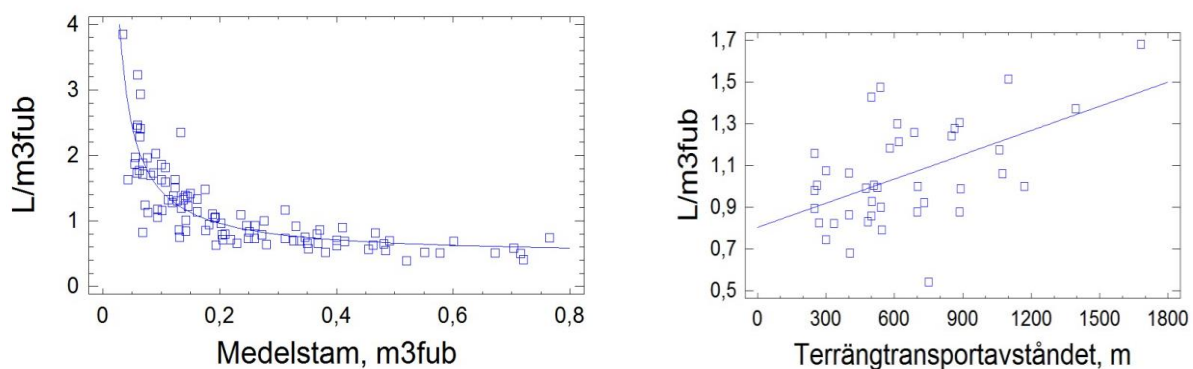 4
3
2
1
0
L/m3fub
0 0,2 0,4 0,6 0,8
Medelstam, m3fub
1,7
1,5
1,3
1,1
0,9
0,7
0,5
L/m3fub
0 300 600 900 1200 1500 1800
Terrängtransportavståndet, m